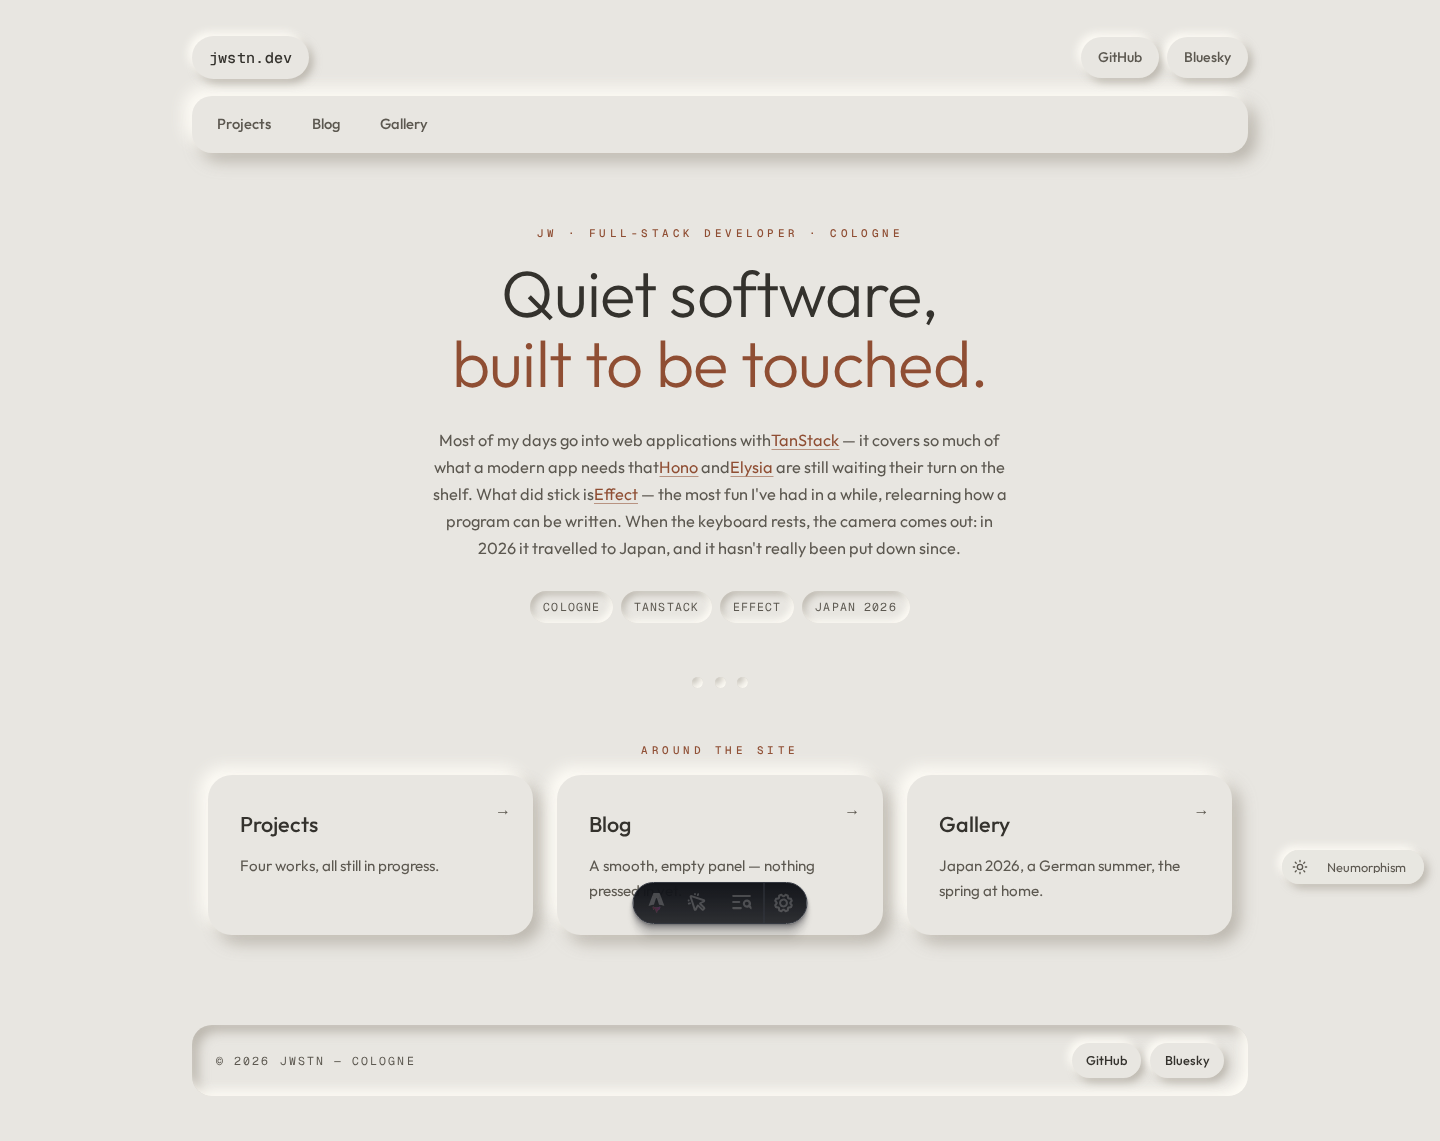 jwstn.dev
GitHub
Bluesky
Projects
Blog
Gallery
JW · FULL-STACK DEVELOPER · COLOGNE
Quiet software,
built to be touched.
Most of my days go into web applications withTanStack — it covers so much of
what a modern app needs thatHono andElysia are still waiting their turn on the
shelf. What did stick isEffect — the most fun I've had in a while, relearning how a
program can be written. When the keyboard rests, the camera comes out: in
2026 it travelled to Japan, and it hasn't really been put down since.
COLOGNE
TANSTACK
EFFECT
JAPAN 2026
AROUND THE SITE
Projects
→
Four works, all still in progress.
Blog
→
A smooth, empty panel — nothing
pressed
Gallery
→
Japan 2026, a German summer, the
spring at home.
Neumorphism
© 2026 JWSTN — COLOGNE
GitHub
Bluesky